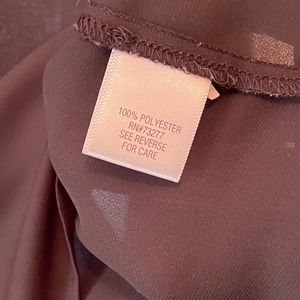 100% POLYESTER
RN#73277
SEE REVERSE
FOR CARE